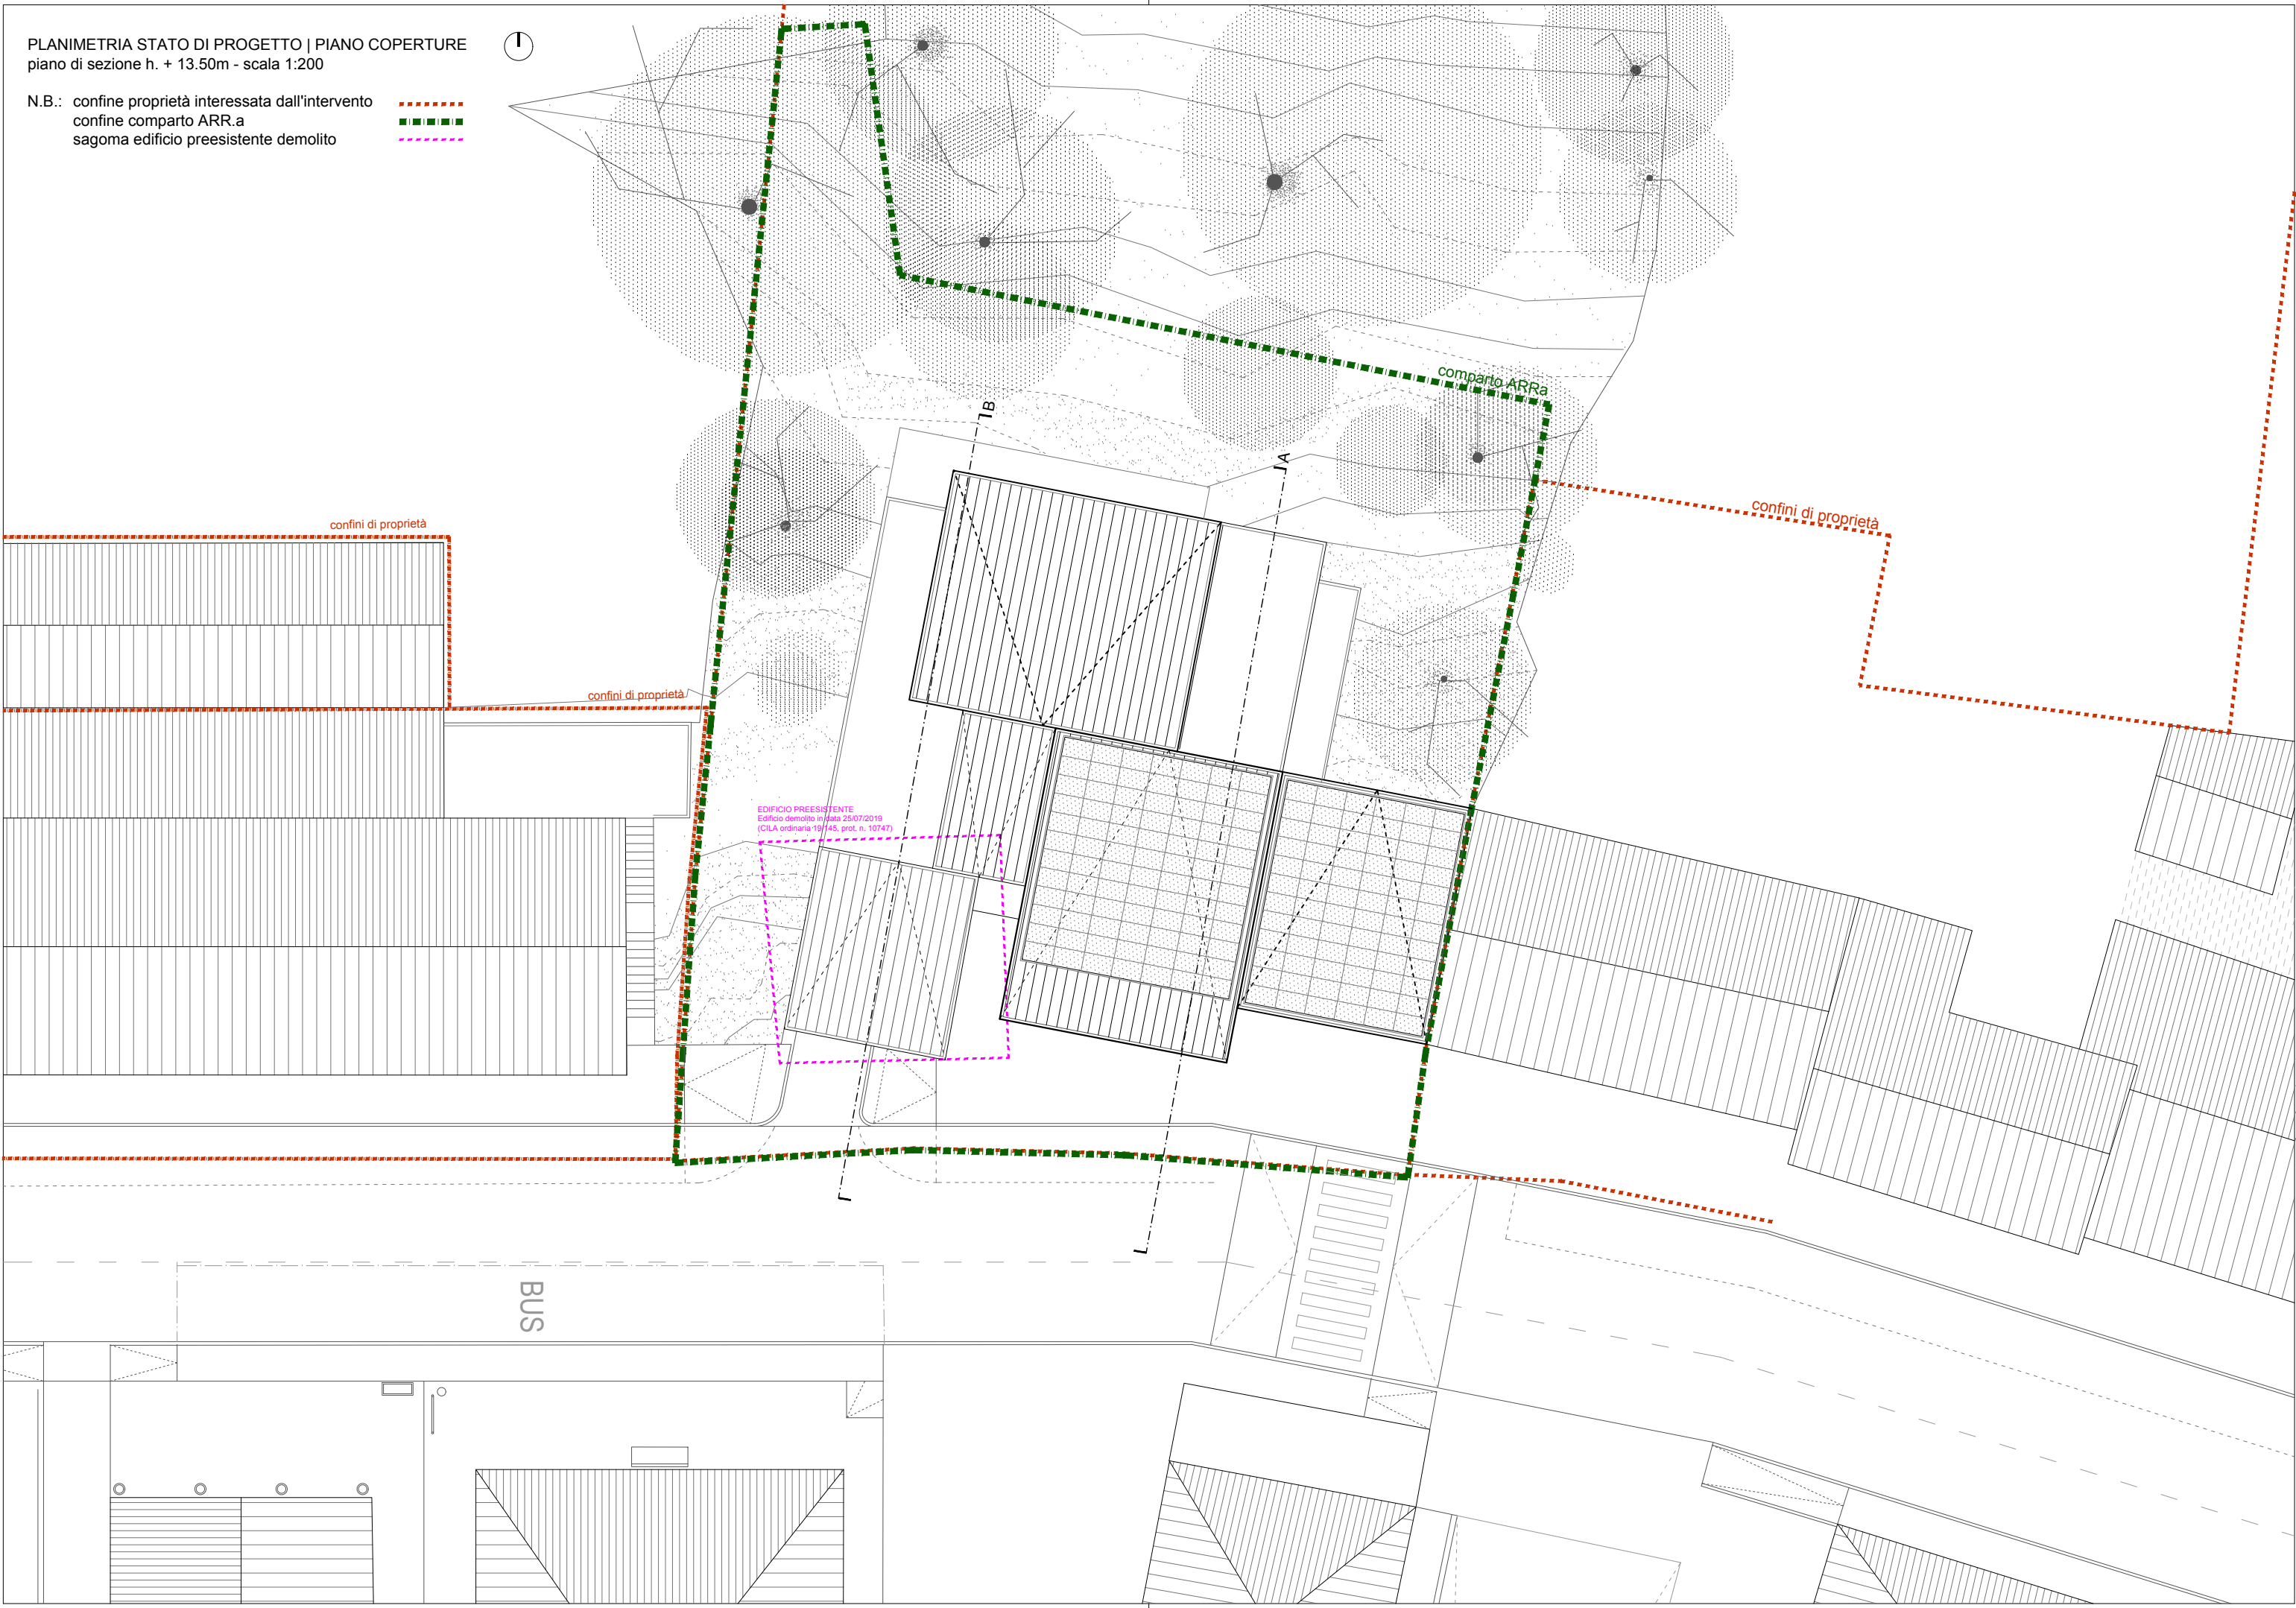 PLANIMETRIA STATO DI PROGETTO | PIANO COPERTURE
piano di sezione h. + 13.50m - scala 1:200
N.B.: confine proprietà interessata dall'intervento
confine comparto ARR.a
sagoma edificio preesistente demolito
comparto ARRa
B
A
confini di proprietà
confini di proprietà
confini di proprietà
EDIFICIO PREESISTENTE
Edificio demolito in data 25/07/2019
(CILA ordinaria 19/145, prot. n. 10747)
BUS